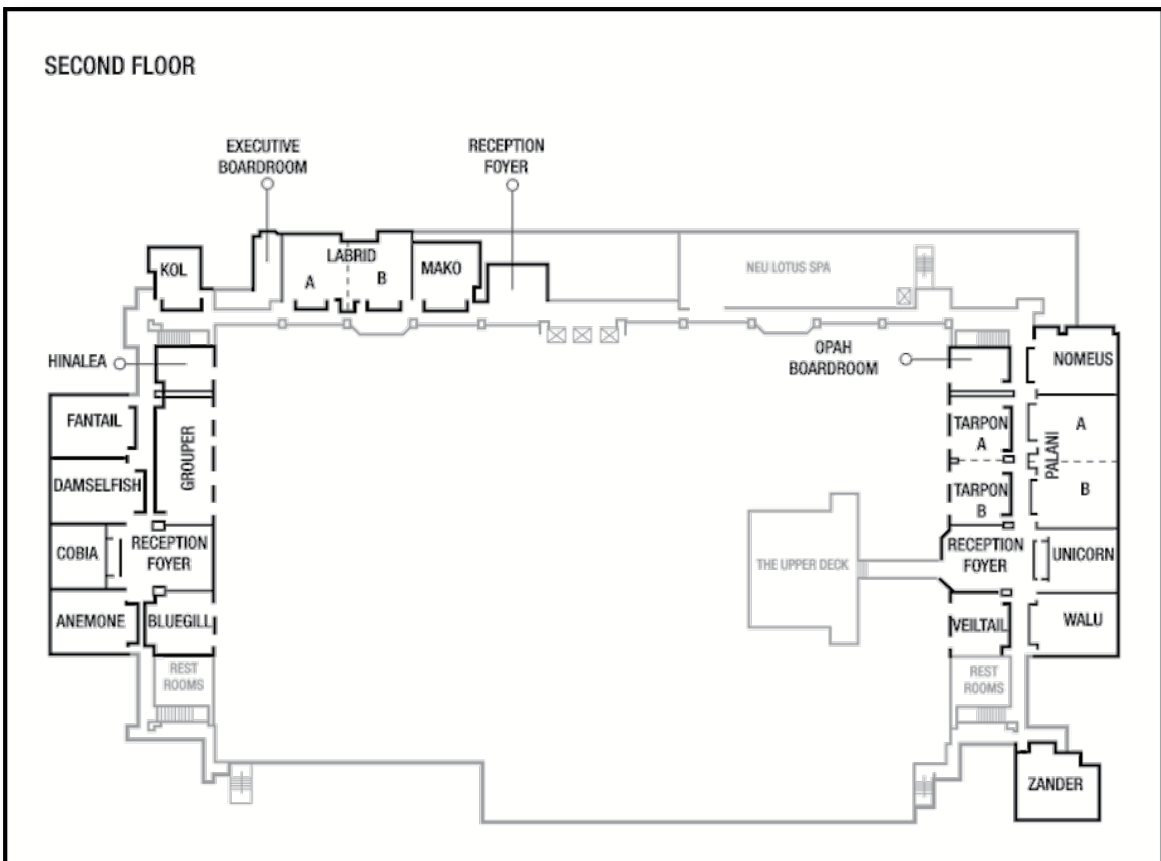 SECOND FLOOR
EXECUTIVE
BOARDROOM
RECEPTION
FOYER
KOL
LABRID
A
B
MAKO
NEU LOTUS SPA
HINALEA
OPAH
BOARDROOM
NOMEUS
FANTAIL
GROUPER
TARPON
A
PALANI
A
DAMSELFISH
TARPON
B
B
COBIA
RECEPTION
FOYER
THE UPPER DECK
RECEPTION
FOYER
UNICORN
ANEMONE
BLUEGILL
VEILTAIL
WALU
REST
ROOMS
REST
ROOMS
ZANDER